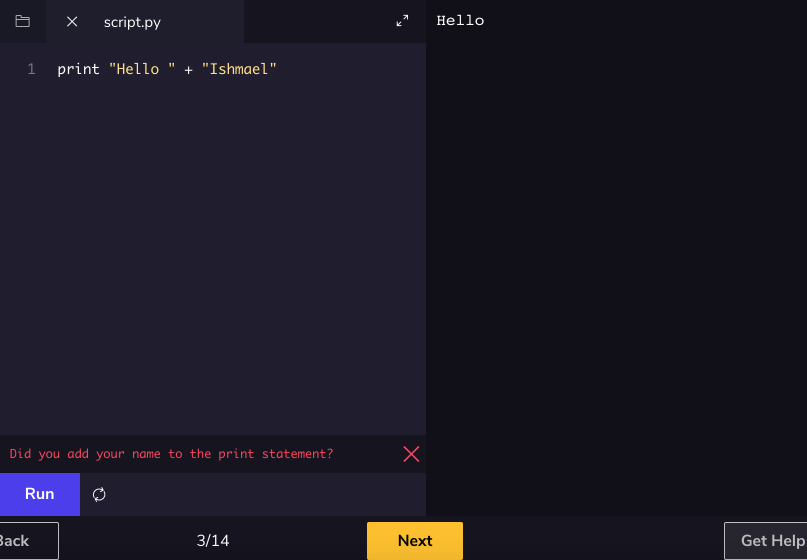 script.py
Hello
1 print "Hello " + "Ishmael"
Did you add your name to the print statement?
Run
Back 3/14 Next Get Help